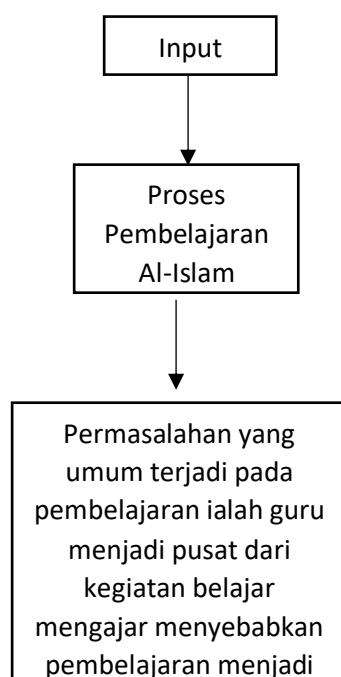 Input
Proses
Pembelajaran
Al-Islam
Permasalahan yang
umum terjadi pada
pembelajaran ialah guru
menjadi pusat dari
kegiatan belajar
mengajar menyebabkan
pembelajaran menjadi